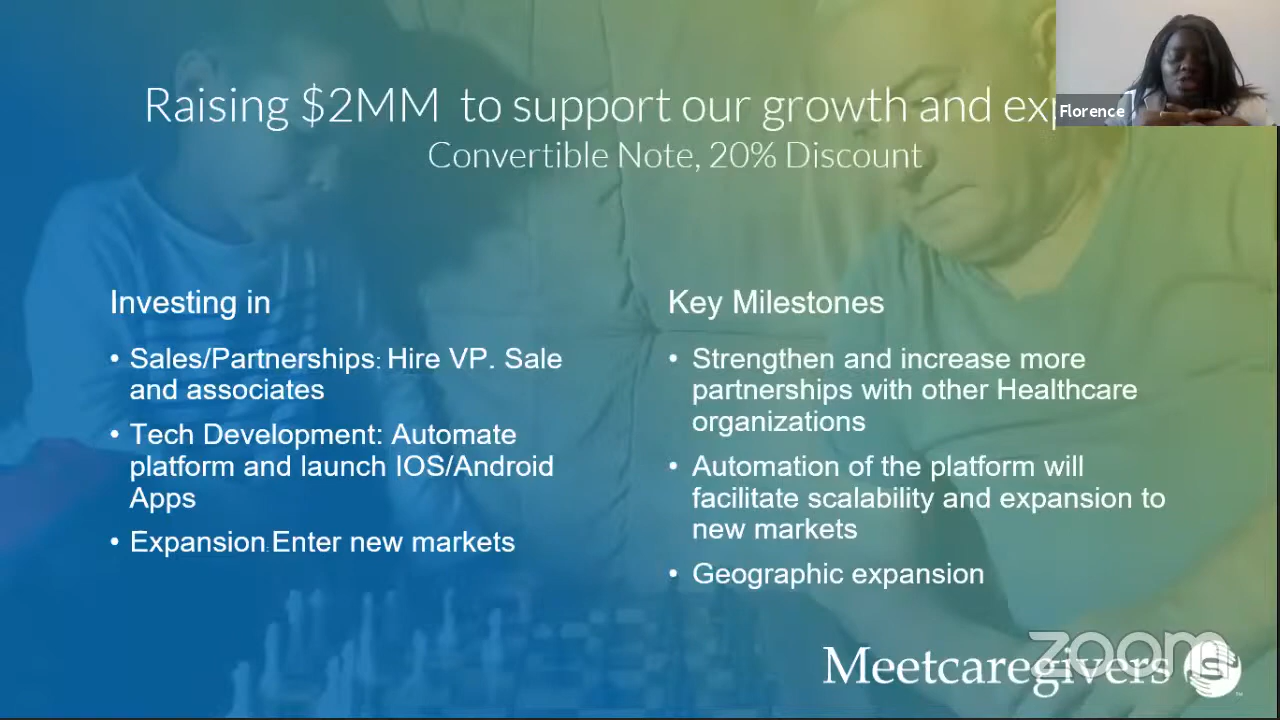 Raising $2MM to support our growth and exp
Florence
Convertible Note, 20% Discount
Investing in
• Sales/Partnerships: Hire VP. Sale
and associates
• Tech Development: Automate
platform and launch IOS/Android
Apps
• Expansion: Enter new markets
Key Milestones
• Strengthen and increase more
partnerships with other Healthcare
organizations
• Automation of the platform will
facilitate scalability and expansion to
new markets
• Geographic expansion
zoom
Meetcaregivers